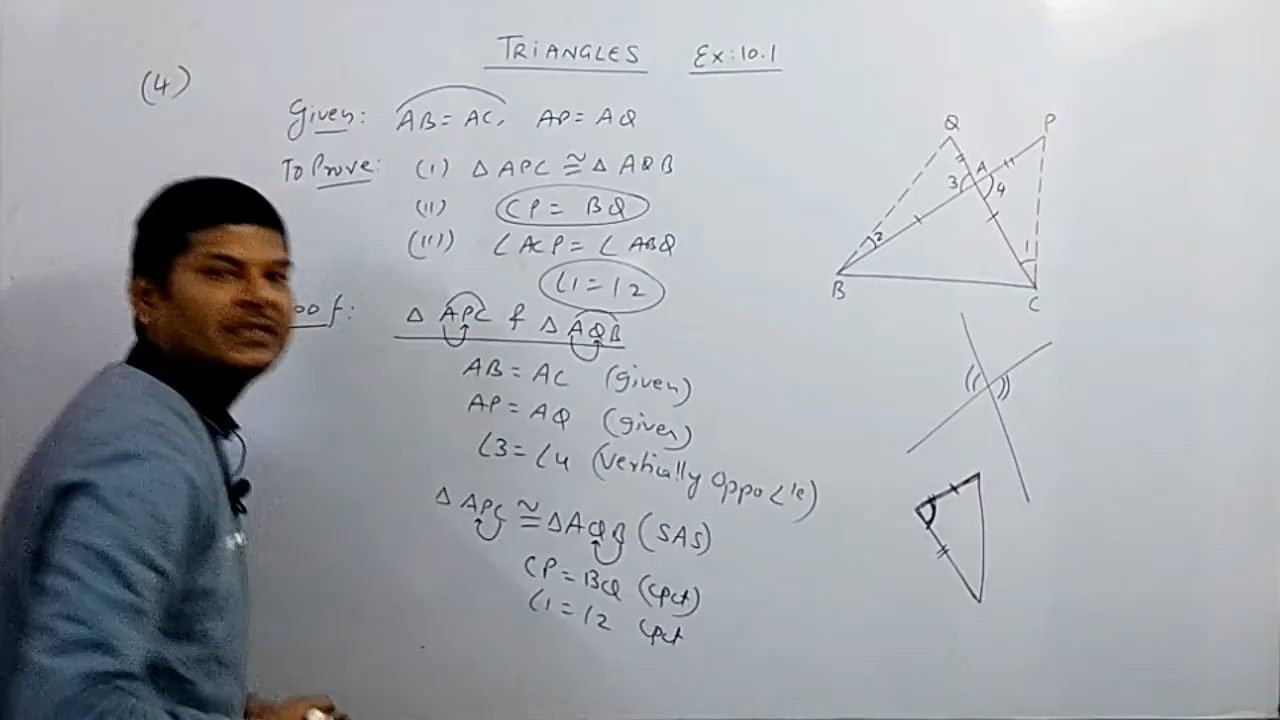 TRIANGLES Ex:10.1
(4)
Given: AB = AC, AP = AQ
To Prove: (i) △ APC ≅ △ AQB
(ii) CP = BQ
(iii) ∠ ACP = ∠ ABQ
∠1 = ∠2
oof: △ APC & △ AQB
AB = AC (given)
AP = AQ (given)
∠3 = ∠4 (vertically oppo ∠'le)
△ APC ≅ △AQB (SAS)
CP = BQ (cpct)
∠1 = ∠2 cpct
Q P
A
3 4
2 1
B C